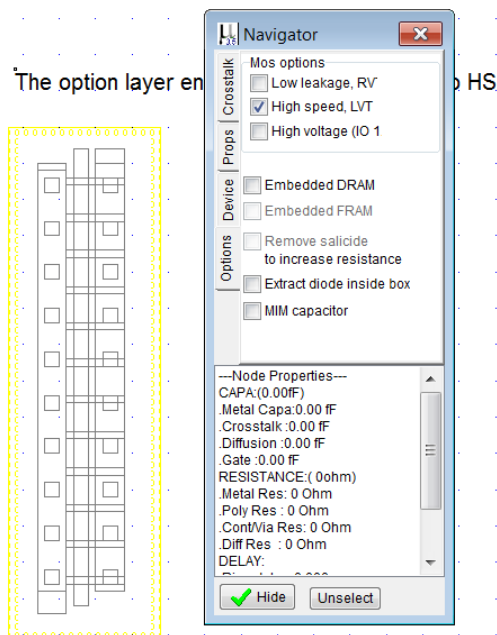 Navigator
The option layer en
o HS
Crosstalk
Props
Device
Options
Mos options
Low leakage, RV
High speed, LVT
High voltage (IO 1
Embedded DRAM
Embedded FRAM
Remove salicide
to increase resistance
Extract diode inside box
MIM capacitor
---Node Properties---
CAPA:(0.00fF)
.Metal Capa:0.00 fF
.Crosstalk :0.00 fF
.Diffusion :0.00 fF
.Gate :0.00 fF
RESISTANCE:( 0ohm)
.Metal Res: 0 Ohm
.Poly Res : 0 Ohm
.Cont/Via Res: 0 Ohm
.Diff Res : 0 Ohm
DELAY:
Hide
Unselect